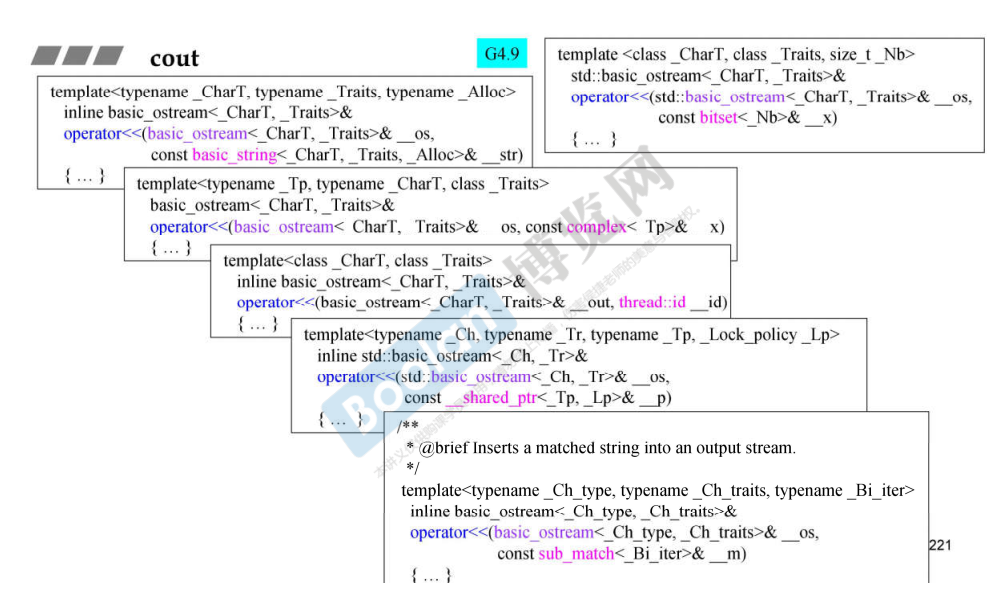 cout
G4.9
template<typename _CharT, typename _Traits, typename _Alloc>
inline basic_ostream<_CharT, _Traits>&
operator<<(basic_ostream<_CharT, _Traits>& __os,
const basic_string<_CharT, _Traits, _Alloc>& __str)
{ ... }
template <class _CharT, class _Traits, size_t _Nb>
std::basic_ostream<_CharT, _Traits>&
operator<<(std::basic_ostream<_CharT, _Traits>& __os,
const bitset<_Nb>& __x)
{ ... }
template<typename _Tp, typename _CharT, class _Traits>
basic_ostream<_CharT, _Traits>&
operator<<(basic_ostream<_CharT, _Traits>& __os, const complex<_Tp>& __x)
{ ... }
template<class _CharT, class _Traits>
inline basic_ostream<_CharT, _Traits>&
operator<<(basic_ostream<_CharT, _Traits>& __out, thread::id __id)
{ ... }
template<typename _Ch, typename _Tr, typename _Tp, _Lock_policy _Lp>
inline std::basic_ostream<_Ch, _Tr>&
operator<<(std::basic_ostream<_Ch, _Tr>& __os,
const __shared_ptr<_Tp, _Lp>& __p)
{ ... }
/**
* @brief Inserts a matched string into an output stream.
*/
template<typename _Ch_type, typename _Ch_traits, typename _Bi_iter>
inline basic_ostream<_Ch_type, _Ch_traits>&
operator<<(basic_ostream<_Ch_type, _Ch_traits>& __os,
const sub_match<_Bi_iter>& __m)
{ ... }
221
Boolan 博览网